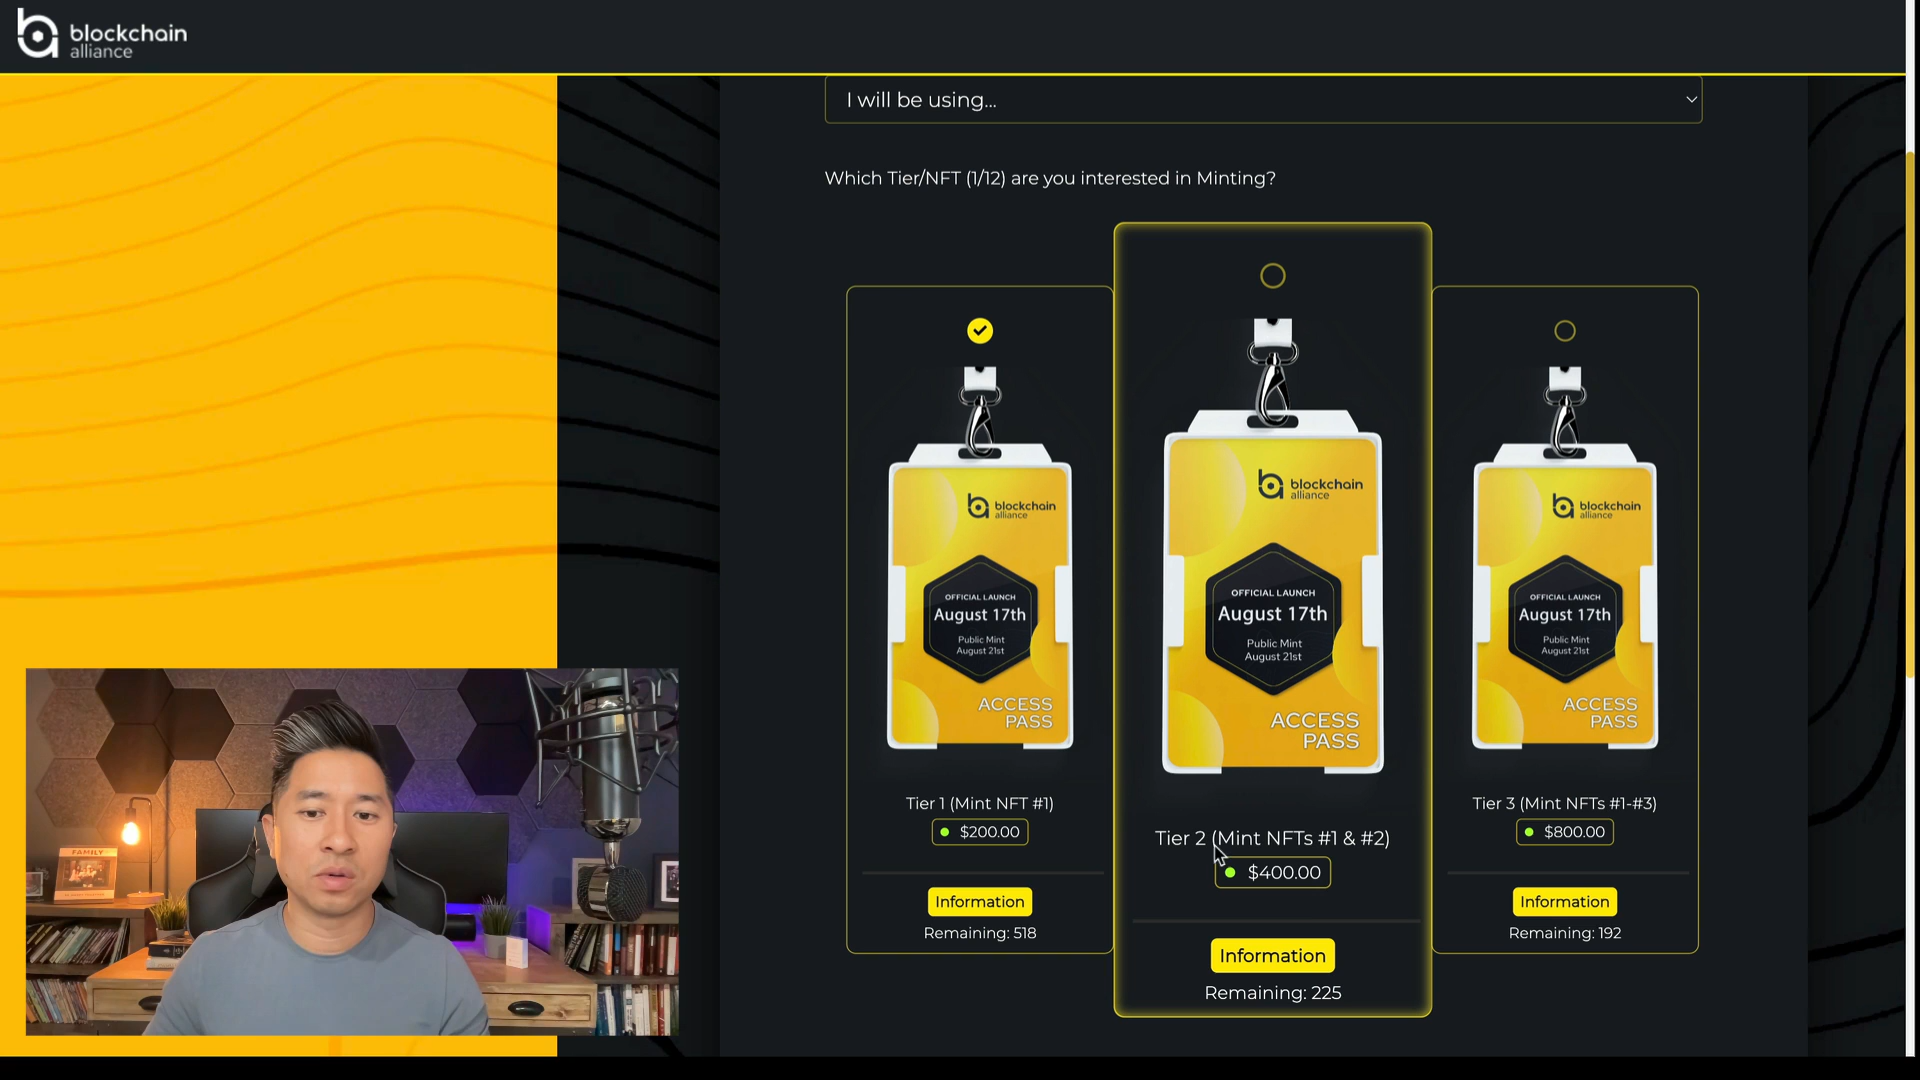 blockchain
alliance
I will be using...
Which Tier/NFT (1/12) are you interested in Minting?
blockchain
alliance
OFFICIAL LAUNCH
August 17th
Public Mint
August 21st
ACCESS
PASS
Tier 1 (Mint NFT #1)
$200.00
Information
Remaining: 518
blockchain
alliance
OFFICIAL LAUNCH
August 17th
Public Mint
August 21st
ACCESS
PASS
Tier 2 (Mint NFTs #1 & #2)
$400.00
Information
Remaining: 225
blockchain
alliance
OFFICIAL LAUNCH
August 17th
Public Mint
August 21st
ACCESS
PASS
Tier 3 (Mint NFTs #1-#3)
$800.00
Information
Remaining: 192
FAMILY